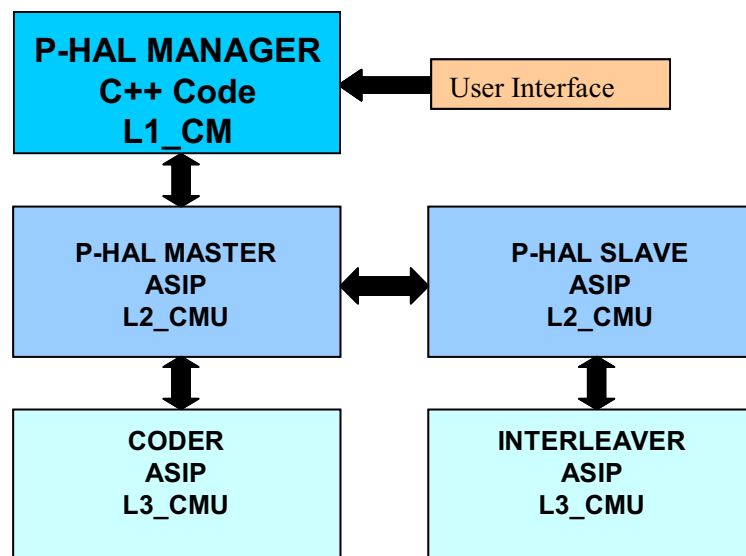 P-HAL MANAGER
C++ Code
L1_CM
User Interface
P-HAL MASTER
ASIP
L2_CMU
P-HAL SLAVE
ASIP
L2_CMU
CODER
ASIP
L3_CMU
INTERLEAVER
ASIP
L3_CMU